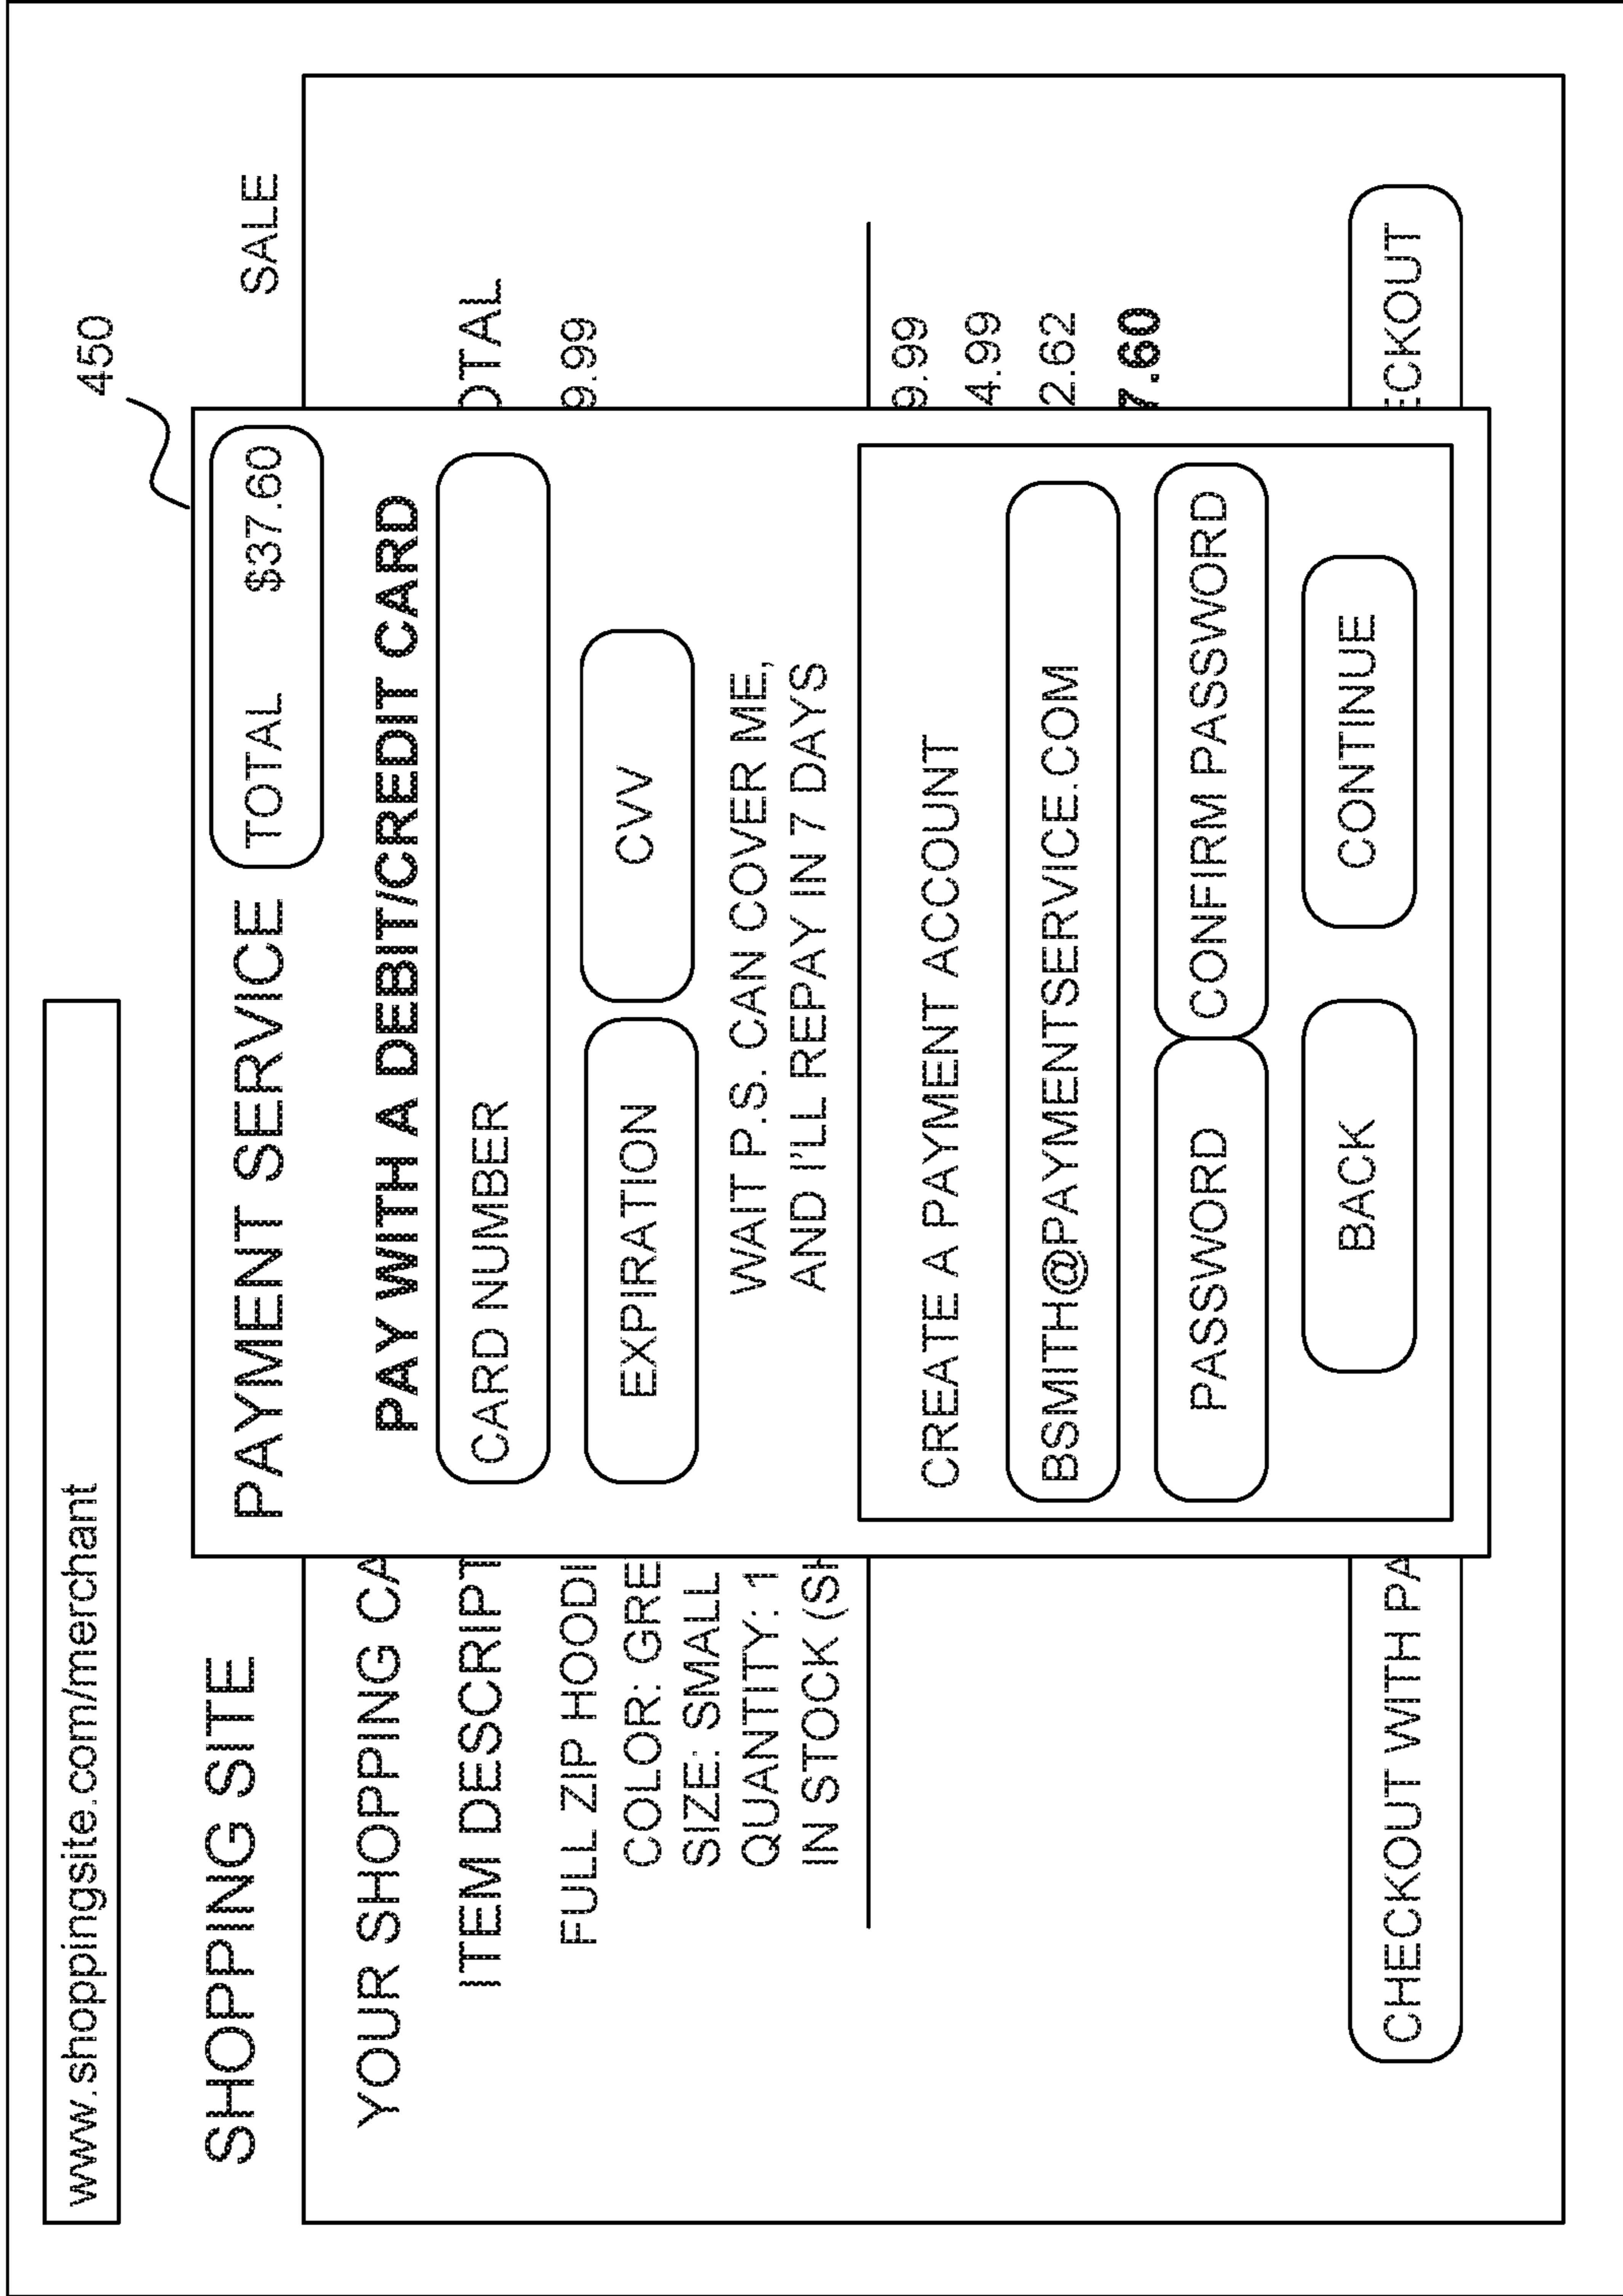 www.shoppingsite.com/merchant
450
SHOPPING SITE
SALE
PAYMENT SERVICE
TOTAL $37.60
YOUR SHOPPING CA
PAY WITH A DEBIT/CREDIT CARD
ITEM DESCRIPT
OTAL
CARD NUMBER
FULL ZIP HOODI
9.99
COLOR: GRE
EXPIRATION
CVV
SIZE: SMALL
QUANTITY: 1
WAIT P.S. CAN COVER ME,
IN STOCK (SH
AND I'LL REPAY IN 7 DAYS
9.99
CREATE A PAYMENT ACCOUNT
4.99
BSMITH@PAYMENTSERVICE.COM
2.62
7.60
PASSWORD
CONFIRM PASSWORD
BACK
CONTINUE
CHECKOUT WITH PA
ECKOUT